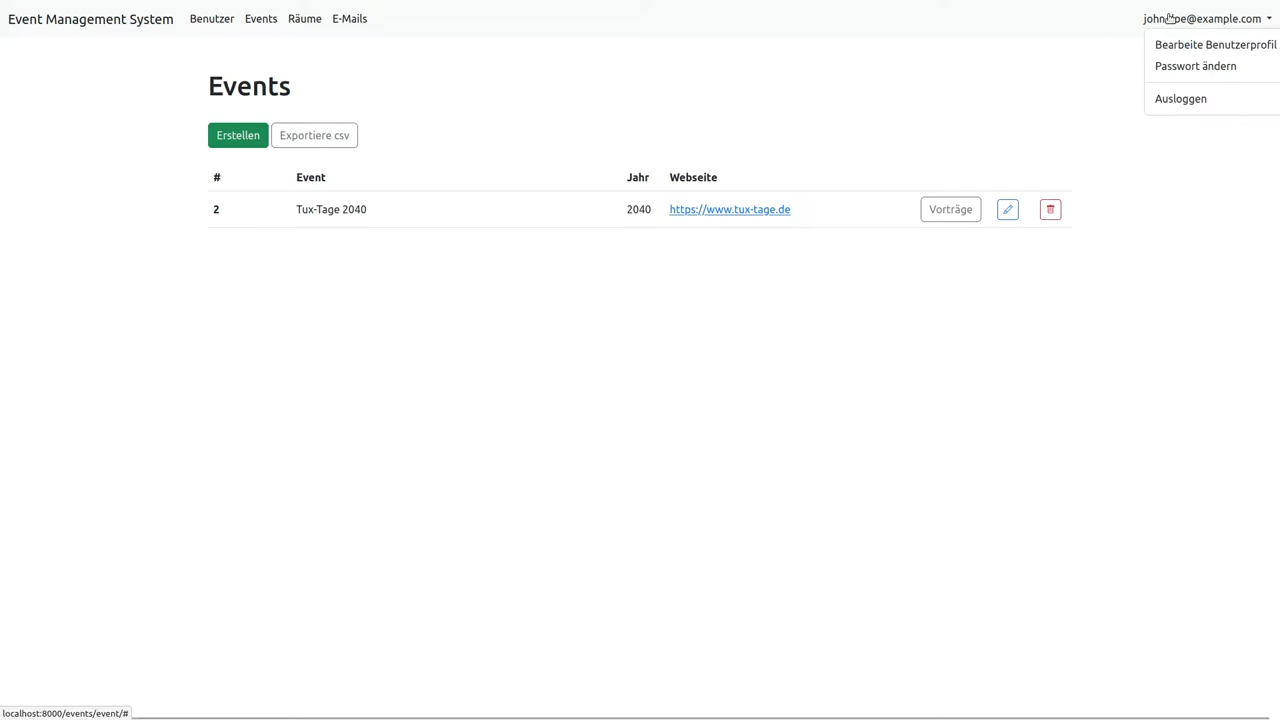 Event Management System Benutzer Events Räume E-Mails
Bearbeite Benutzerprofil
Passwort ändern
Ausloggen
Events
Erstellen Exportiere csv
# Event Jahr Webseite
2 Tux-Tage 2040 2040 https://www.tux-tage.de Vorträge
localhost:8000/events/event/#